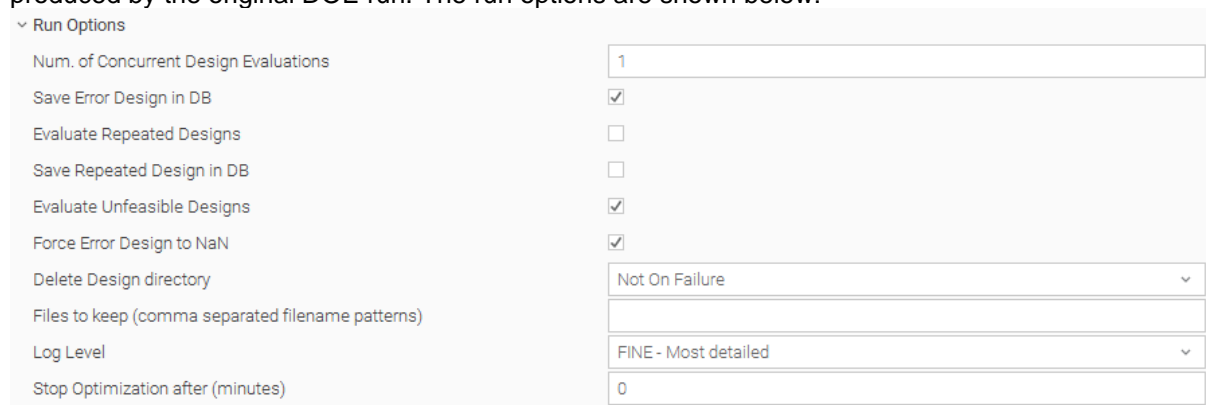 produced by the original DOE run. The run options are shown below.
Run Options
Num. of Concurrent Design Evaluations 1
Save Error Design in DB
Evaluate Repeated Designs
Save Repeated Design in DB
Evaluate Unfeasible Designs
Force Error Design to NaN
Delete Design directory Not On Failure
Files to keep (comma separated filename patterns)
Log Level FINE - Most detailed
Stop Optimization after (minutes) 0